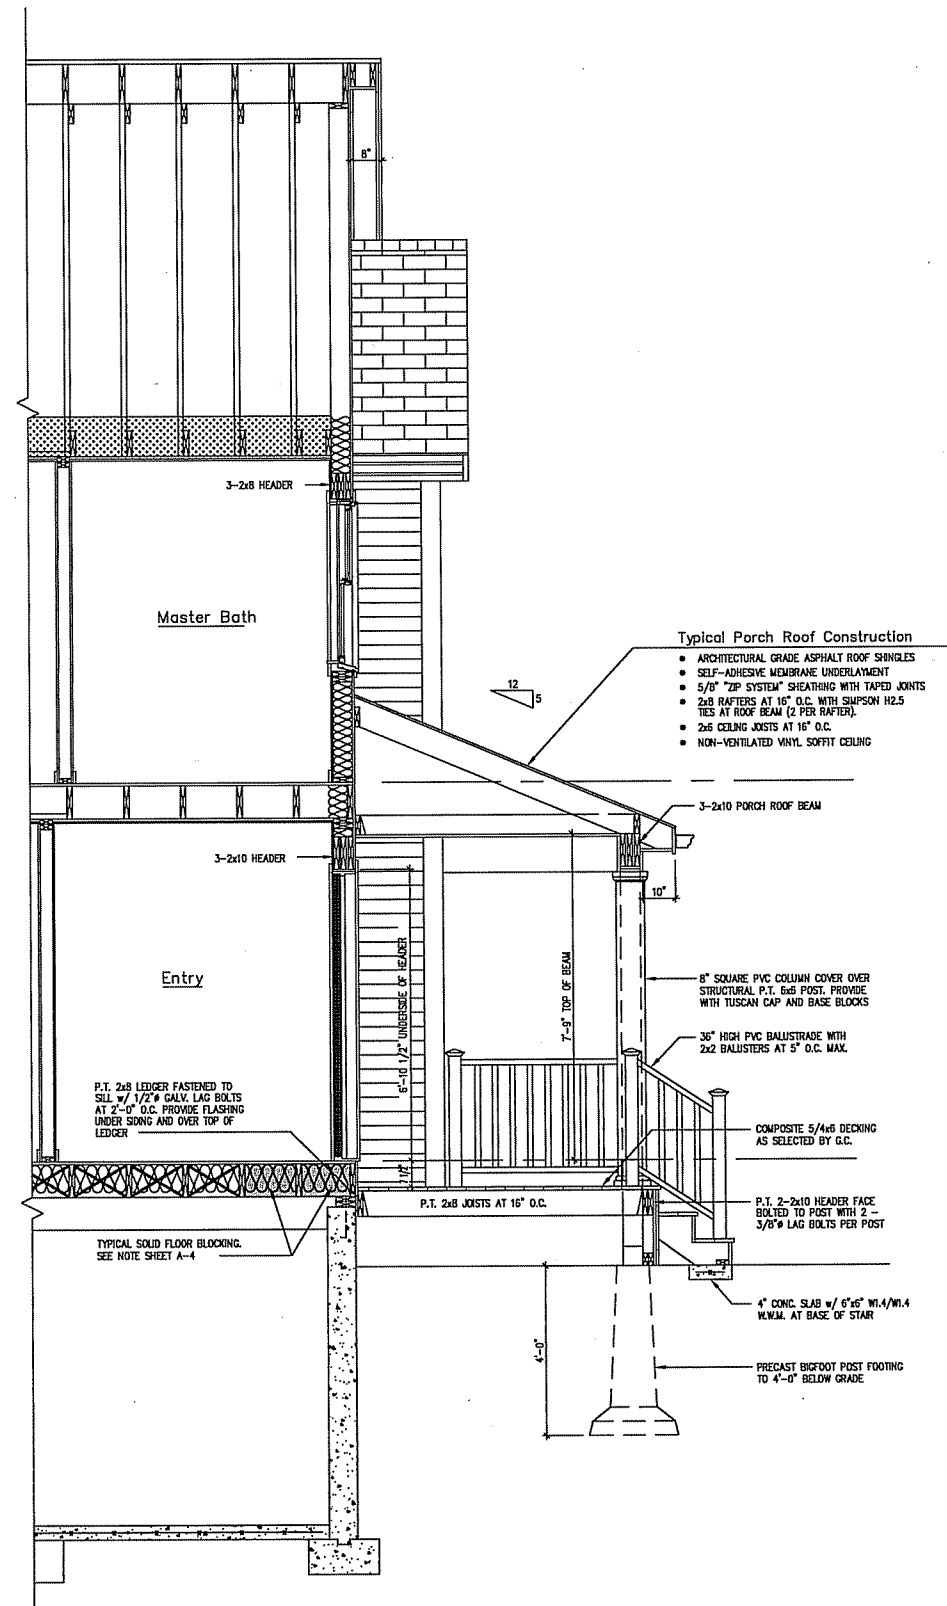 8"
3-2x8 HEADER
Master Bath
Typical Porch Roof Construction
• ARCHITECTURAL GRADE ASPHALT ROOF SHINGLES
• SELF-ADHESIVE MEMBRANE UNDERLAYMENT
• 5/8" "ZIP SYSTEM" SHEATHING WITH TAPED JOINTS
• 2x8 RAFTERS AT 16" O.C. WITH SIMPSON H2.5
TIES AT ROOF BEAM (2 PER RAFTER).
• 2x6 CEILING JOISTS AT 16" O.C.
• NON-VENTILATED VINYL SOFFIT CEILING
12
5
3-2x10 PORCH ROOF BEAM
3-2x10 HEADER
10"
Entry
6'-10 1/2" UNDERSIDE OF HEADER
7'-9" TOP OF BEAM
8" SQUARE PVC COLUMN COVER OVER
STRUCTURAL P.T. 6x6 POST. PROVIDE
WITH TUSCAN CAP AND BASE BLOCKS
36" HIGH PVC BALUSTRADE WITH
2x2 BALUSTERS AT 5" O.C. MAX.
P.T. 2x8 LEDGER FASTENED TO
SILL w/ 1/2"ø GALV. LAG BOLTS
AT 2'-0" O.C. PROVIDE FLASHING
UNDER SIDING AND OVER TOP OF
LEDGER
COMPOSITE 5/4x6 DECKING
AS SELECTED BY G.C.
7 1/2"
P.T. 2x8 JOISTS AT 16" O.C.
P.T. 2-2x10 HEADER FACE
BOLTED TO POST WITH 2 -
3/8"ø LAG BOLTS PER POST
TYPICAL SOLID FLOOR BLOCKING.
SEE NOTE SHEET A-4
4" CONC. SLAB w/ 6"x6" W1.4/W1.4
W.W.M. AT BASE OF STAIR
4'-0"
PRECAST BIGFOOT POST FOOTING
TO 4'-0" BELOW GRADE